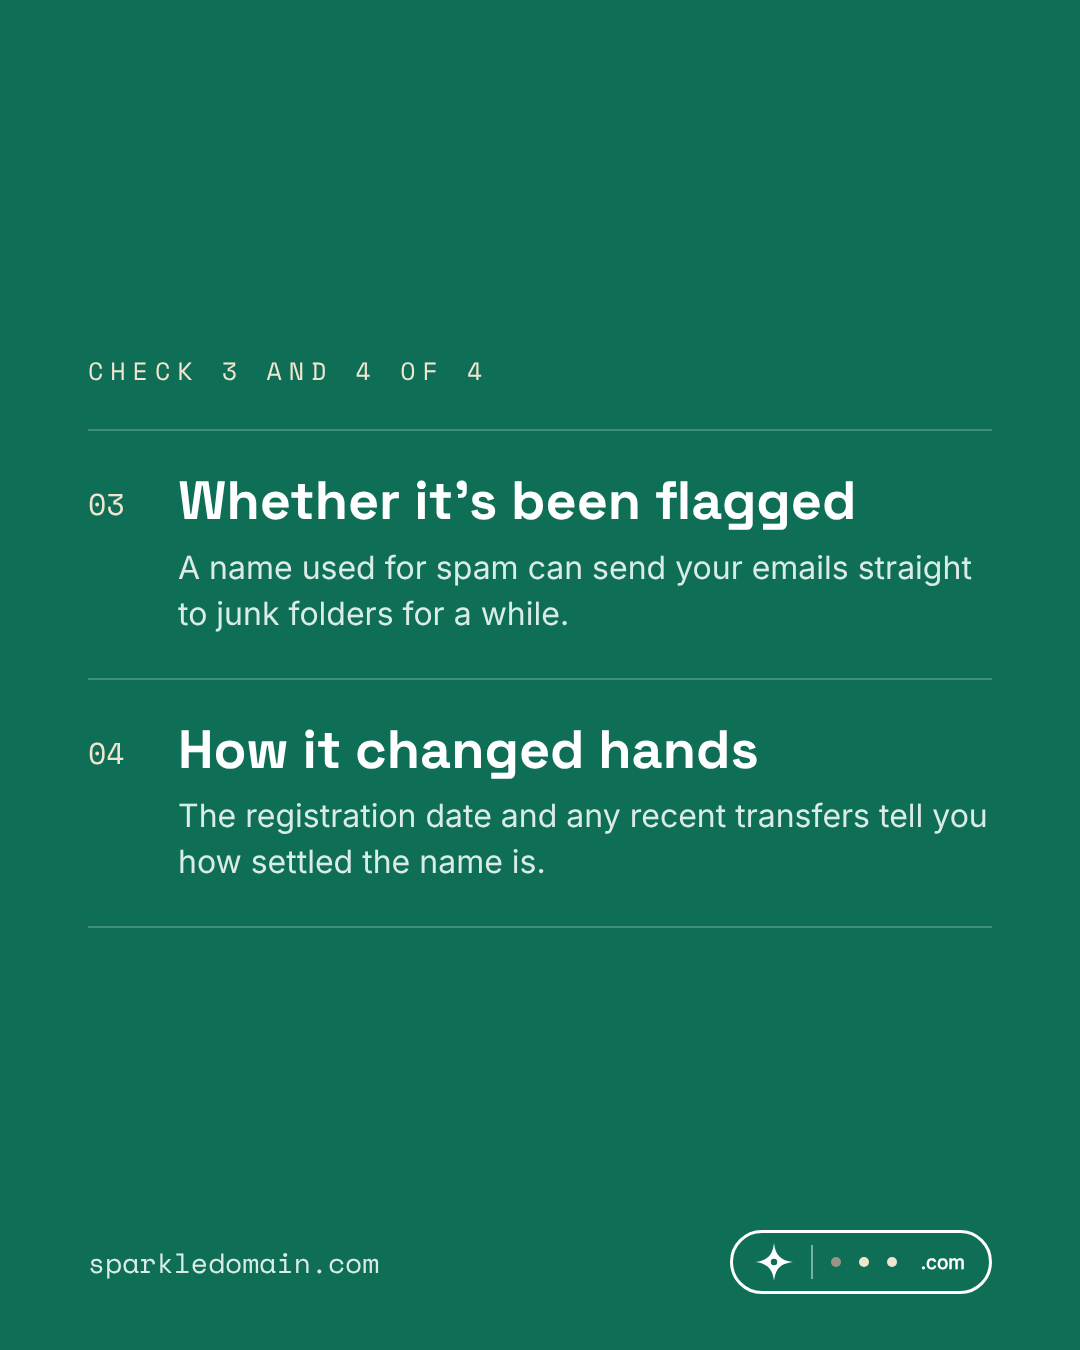 CHECK 3 AND 4 OF 4
03 Whether it’s been flagged
A name used for spam can send your emails straight
to junk folders for a while.
04 How it changed hands
The registration date and any recent transfers tell you
how settled the name is.
sparkledomain.com
.com